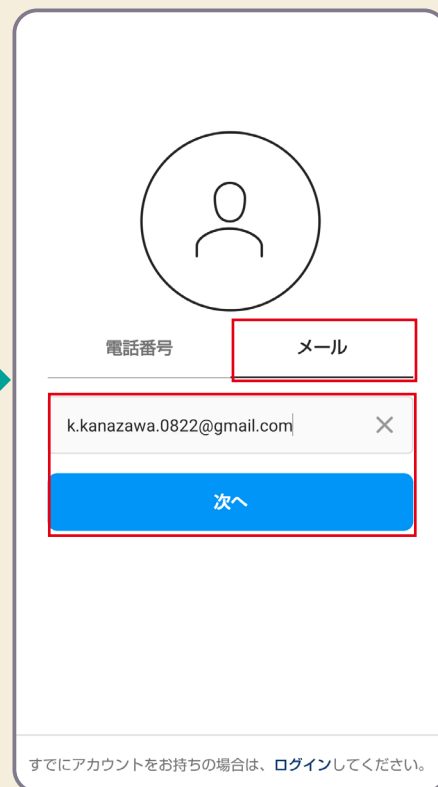 電話番号
メール
k.kanazawa.0822@gmail.com
次へ
すでにアカウントをお持ちの場合は、ログインしてください。